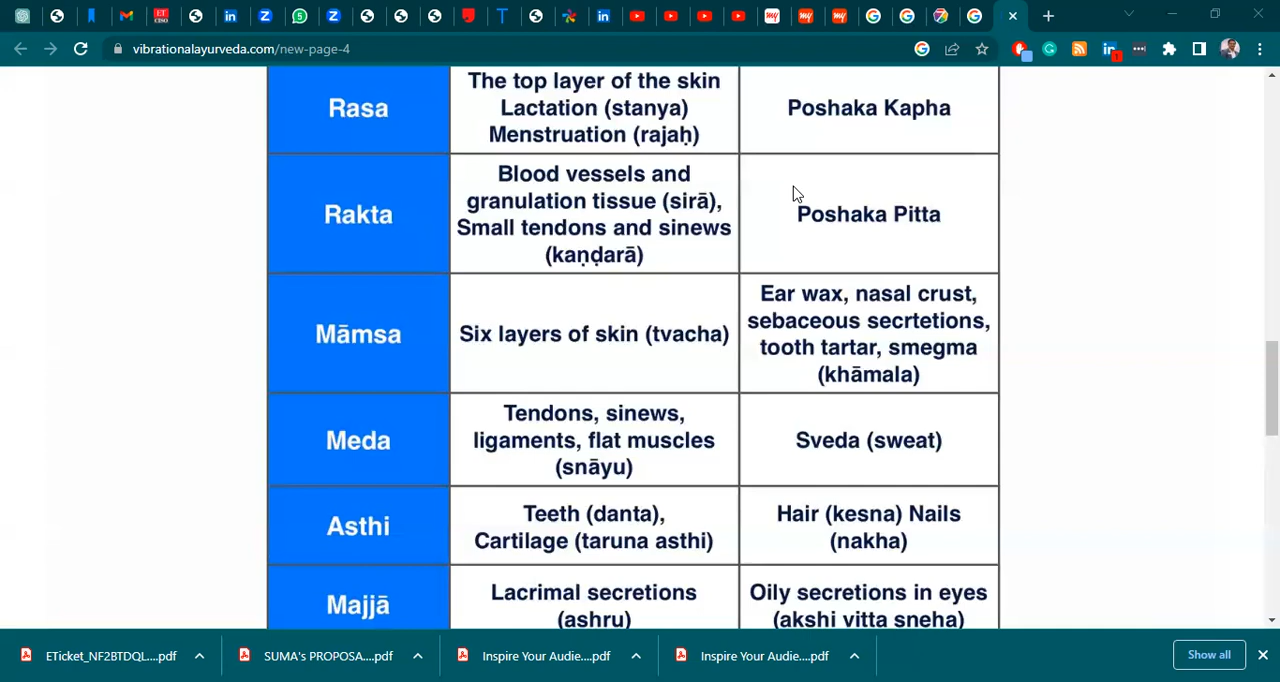 vibrationalayurveda.com/new-page-4
Rasa
The top layer of the skin
Lactation (stanya)
Menstruation (rajaḥ)
Poshaka Kapha
Rakta
Blood vessels and
granulation tissue (sirā),
Small tendons and sinews
(kaṇḍarā)
Poshaka Pitta
Māmsa
Six layers of skin (tvacha)
Ear wax, nasal crust,
sebaceous secrtetions,
tooth tartar, smegma
(khāmala)
Meda
Tendons, sinews,
ligaments, flat muscles
(snāyu)
Sveda (sweat)
Asthi
Teeth (danta),
Cartilage (taruna asthi)
Hair (kesna) Nails
(nakha)
Majjā
Lacrimal secretions
(ashru)
Oily secretions in eyes
(akshi vitta sneha)
ETicket_NF2BTDQL....pdf
SUMA's PROPOSA....pdf
Inspire Your Audie....pdf
Inspire Your Audie....pdf
Show all